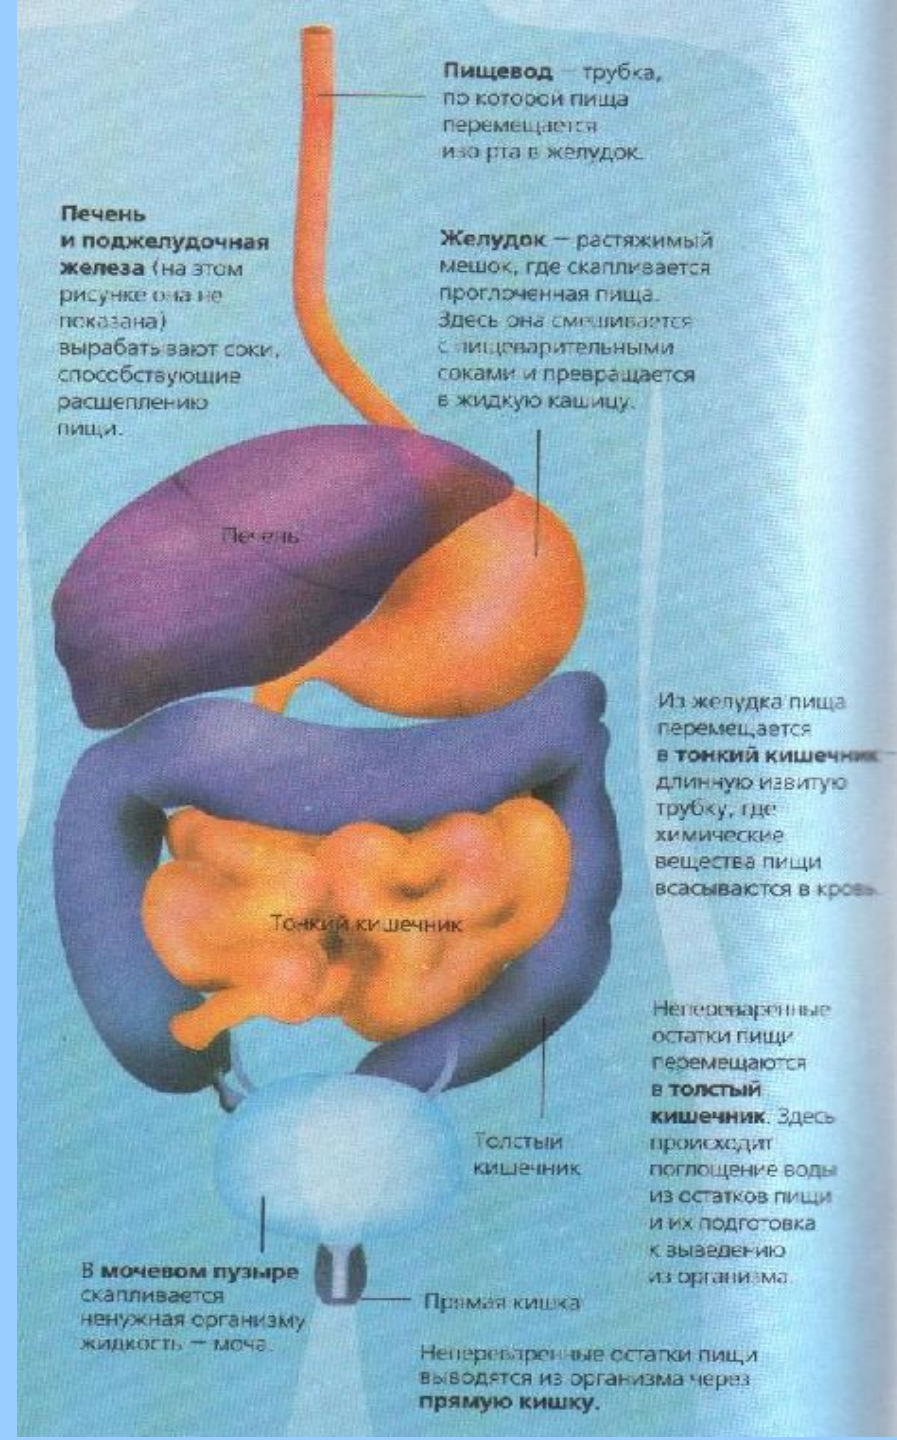 Пищевод — трубка,
по которой пища
перемещается
изо рта в желудок.
Печень
и поджелудочная
железа (на этом
рисунке она не
показана)
вырабатывают соки,
способствующие
расщеплению
пищи.
Желудок — растяжимый
мешок, где скапливается
проглоченная пища.
Здесь она смешивается
с пищеварительными
соками и превращается
в жидкую кашицу.
Печень
Из желудка пища
перемещается
в тонкий кишечник —
длинную извитую
трубку, где
химические
вещества пищи
всасываются в кровь.
Тонкий кишечник
Непереваренные
остатки пищи
перемещаются
в толстый
кишечник. Здесь
происходит
поглощение воды
из остатков пищи
и их подготовка
к выведению
из организма.
Толстый
кишечник
В мочевом пузыре
скапливается
ненужная организму
жидкость — моча.
Прямая кишка
Непереваренные остатки пищи
выводятся из организма через
прямую кишку.